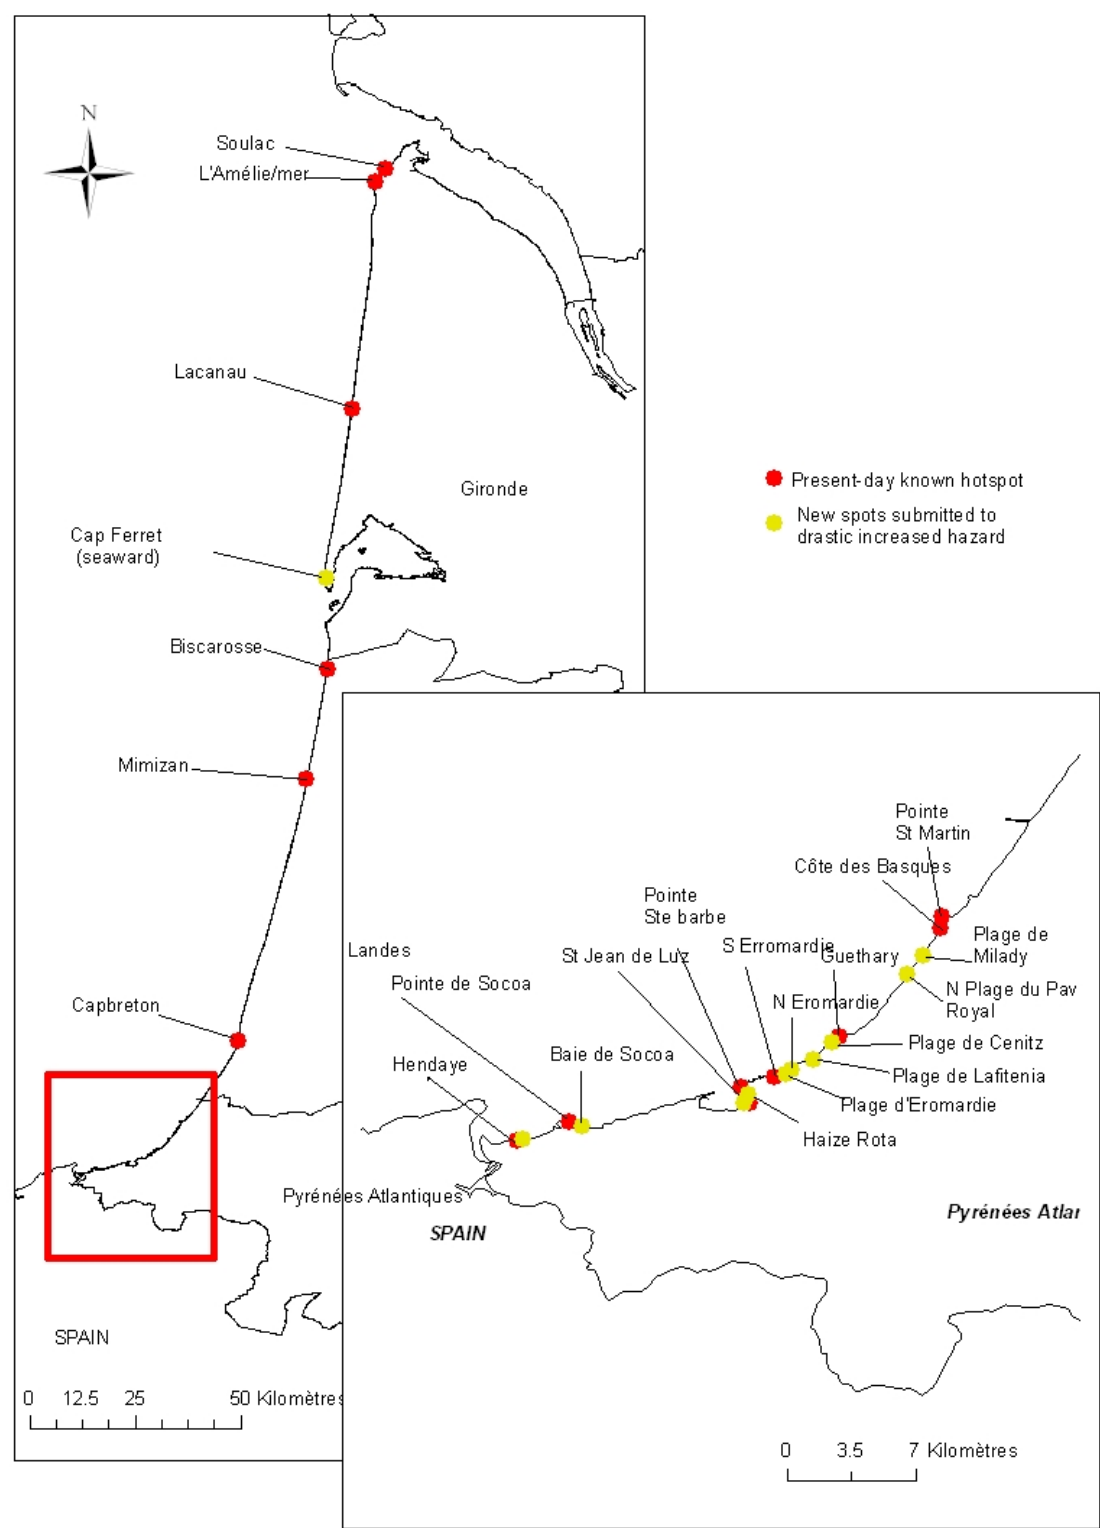 N
Soulac
L'Amélie/mer
Lacanau
Gironde
Present-day known hotspot
New spots submitted to
drastic increased hazard
Cap Ferret
(seaward)
Biscarosse
Mimizan
Pointe
St Martin
Côte des Basques
Pointe
Ste barbe
Plage de
Milady
Landes
St Jean de Luz
S Erromardie
Guethary
Pointe de Socoa
N Plage du Pav
Royal
N Eromardie
Capbreton
Plage de Cenitz
Baie de Socoa
Hendaye
Plage de Lafitenia
Plage d'Eromardie
Haize Rota
Pyrénées Atlantiques
Pyrénées Atlar
SPAIN
SPAIN
0 12.5 25 50 Kilomètres
0 3.5 7 Kilomètres